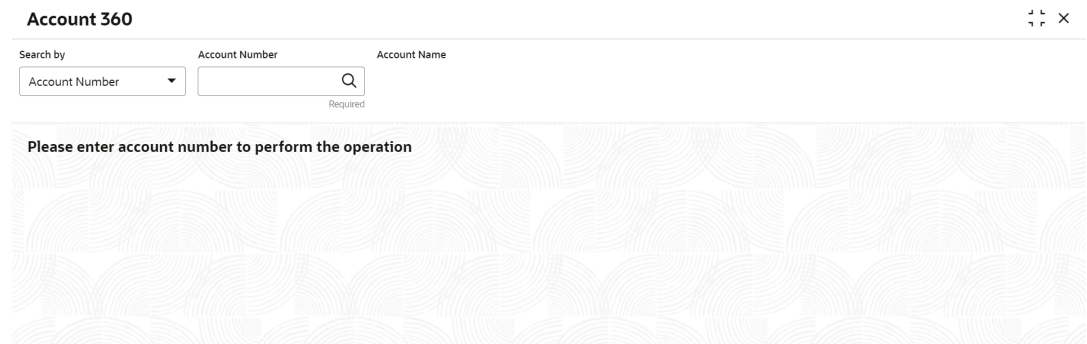 Account 360
Search by
Account Number
Account Name
Account Number
Required
Please enter account number to perform the operation